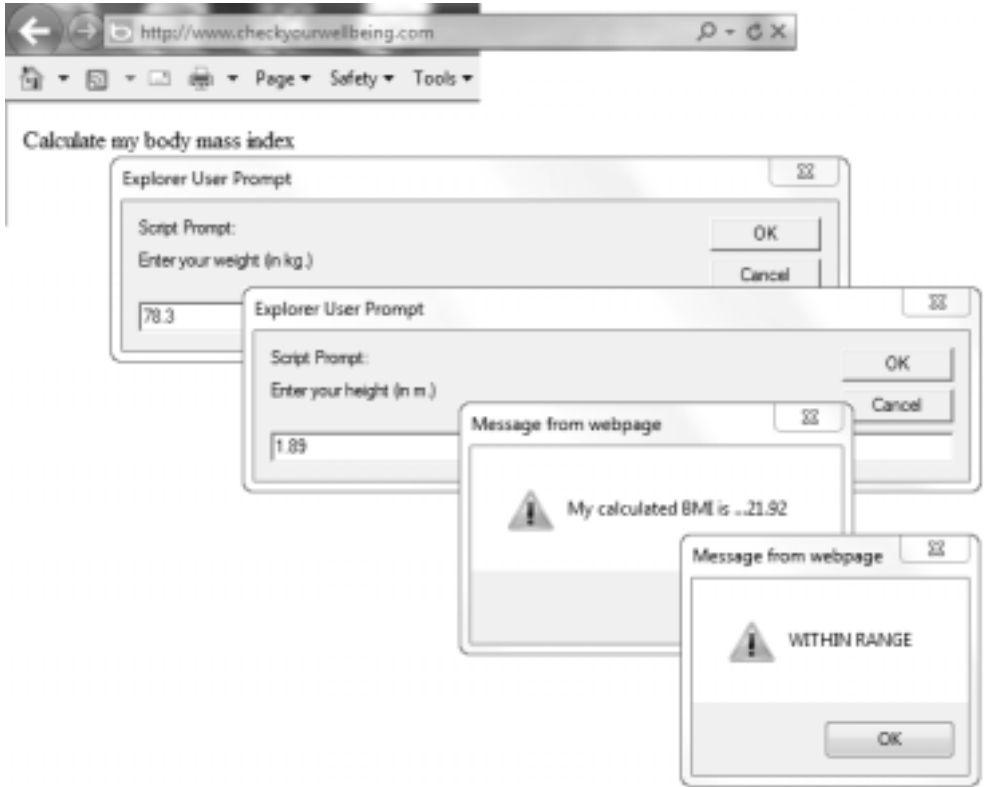 http://www.checkyourwellbeing.com
Page Safety Tools
Calculate my body mass index
Explorer User Prompt
Script Prompt:
OK
Enter your weight (in kg.)
Cancel
78.3
Explorer User Prompt
Script Prompt:
OK
Enter your height (in m.)
Cancel
1.89
Message from webpage
My calculated BMI is ...21.92
Message from webpage
WITHIN RANGE
OK